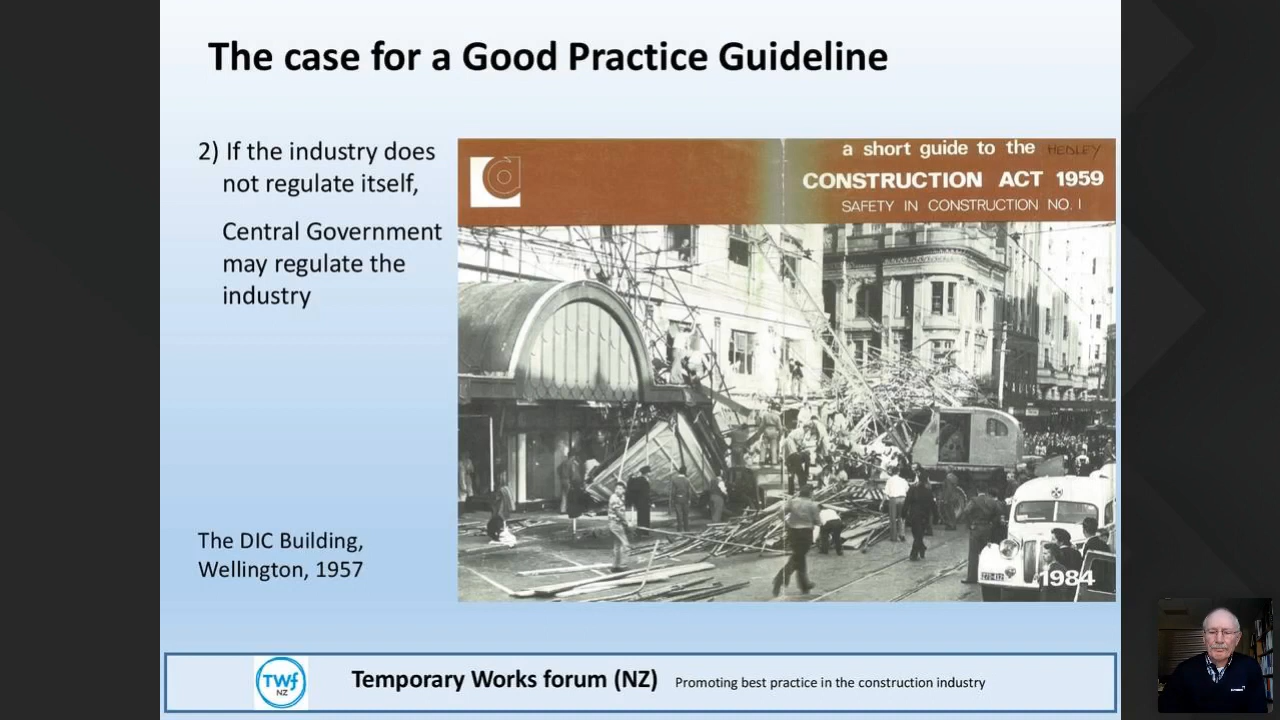 The case for a Good Practice Guideline
2) If the industry does
not regulate itself,
Central Government
may regulate the
industry
a short guide to the HEDLEY
CONSTRUCTION ACT 1959
SAFETY IN CONSTRUCTION NO. 1
1984
The DIC Building,
Wellington, 1957
TWf
NZ
Temporary Works forum (NZ) Promoting best practice in the construction industry